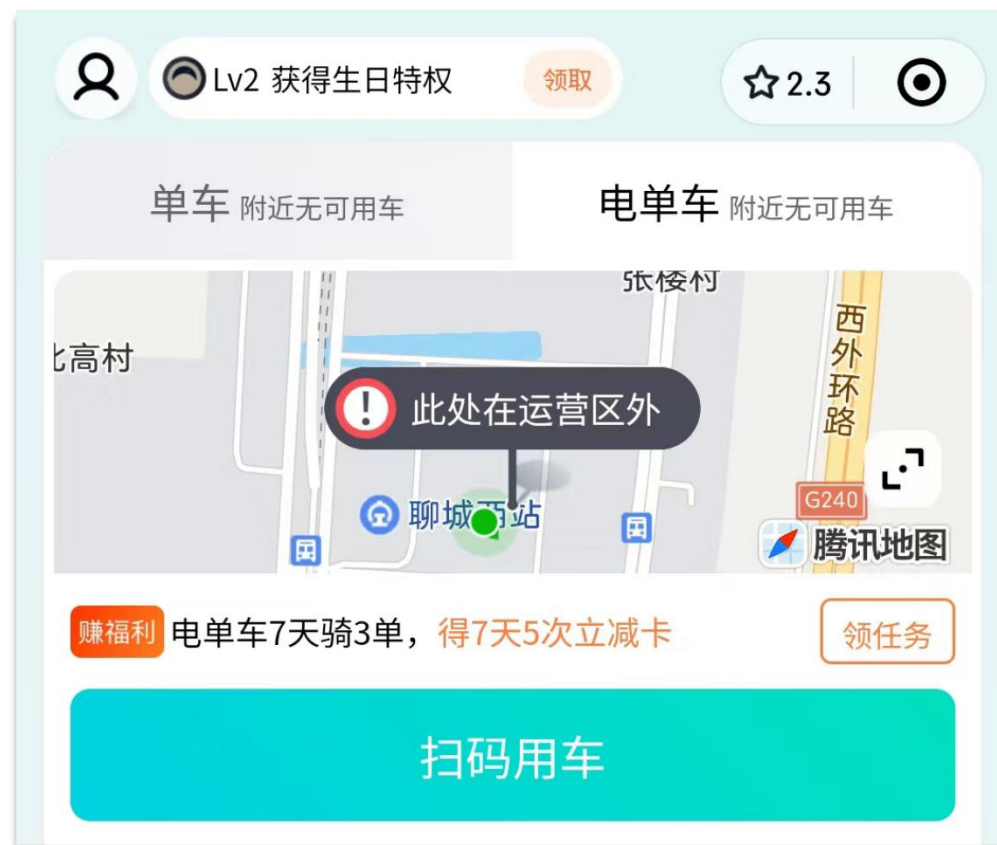 Lv2 获得生日特权 领取
2.3
单车 附近无可用车
电单车 附近无可用车
张楼村
北高村
西外环路
此处在运营区外
聊城西站
G240
腾讯地图
赚福利 电单车7天骑3单，得7天5次立减卡 领任务
扫码用车